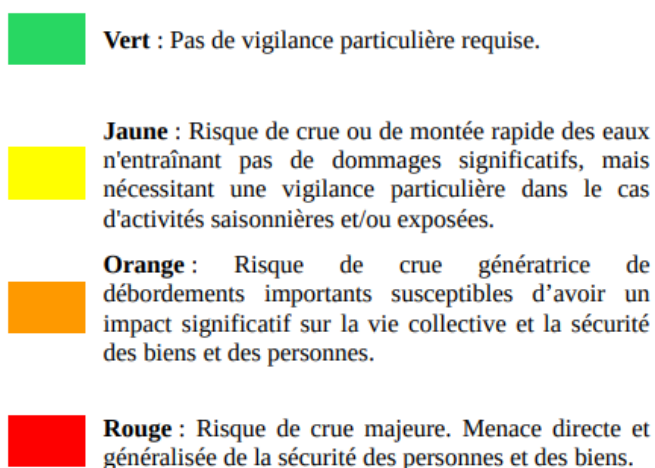 Vert : Pas de vigilance particulière requise.
Jaune : Risque de crue ou de montée rapide des eaux
n'entraînant pas de dommages significatifs, mais
nécessitant une vigilance particulière dans le cas
d'activités saisonnières et/ou exposées.
Orange : Risque de crue génératrice de
débordements importants susceptibles d’avoir un
impact significatif sur la vie collective et la sécurité
des biens et des personnes.
Rouge : Risque de crue majeure. Menace directe et
généralisée de la sécurité des personnes et des biens.